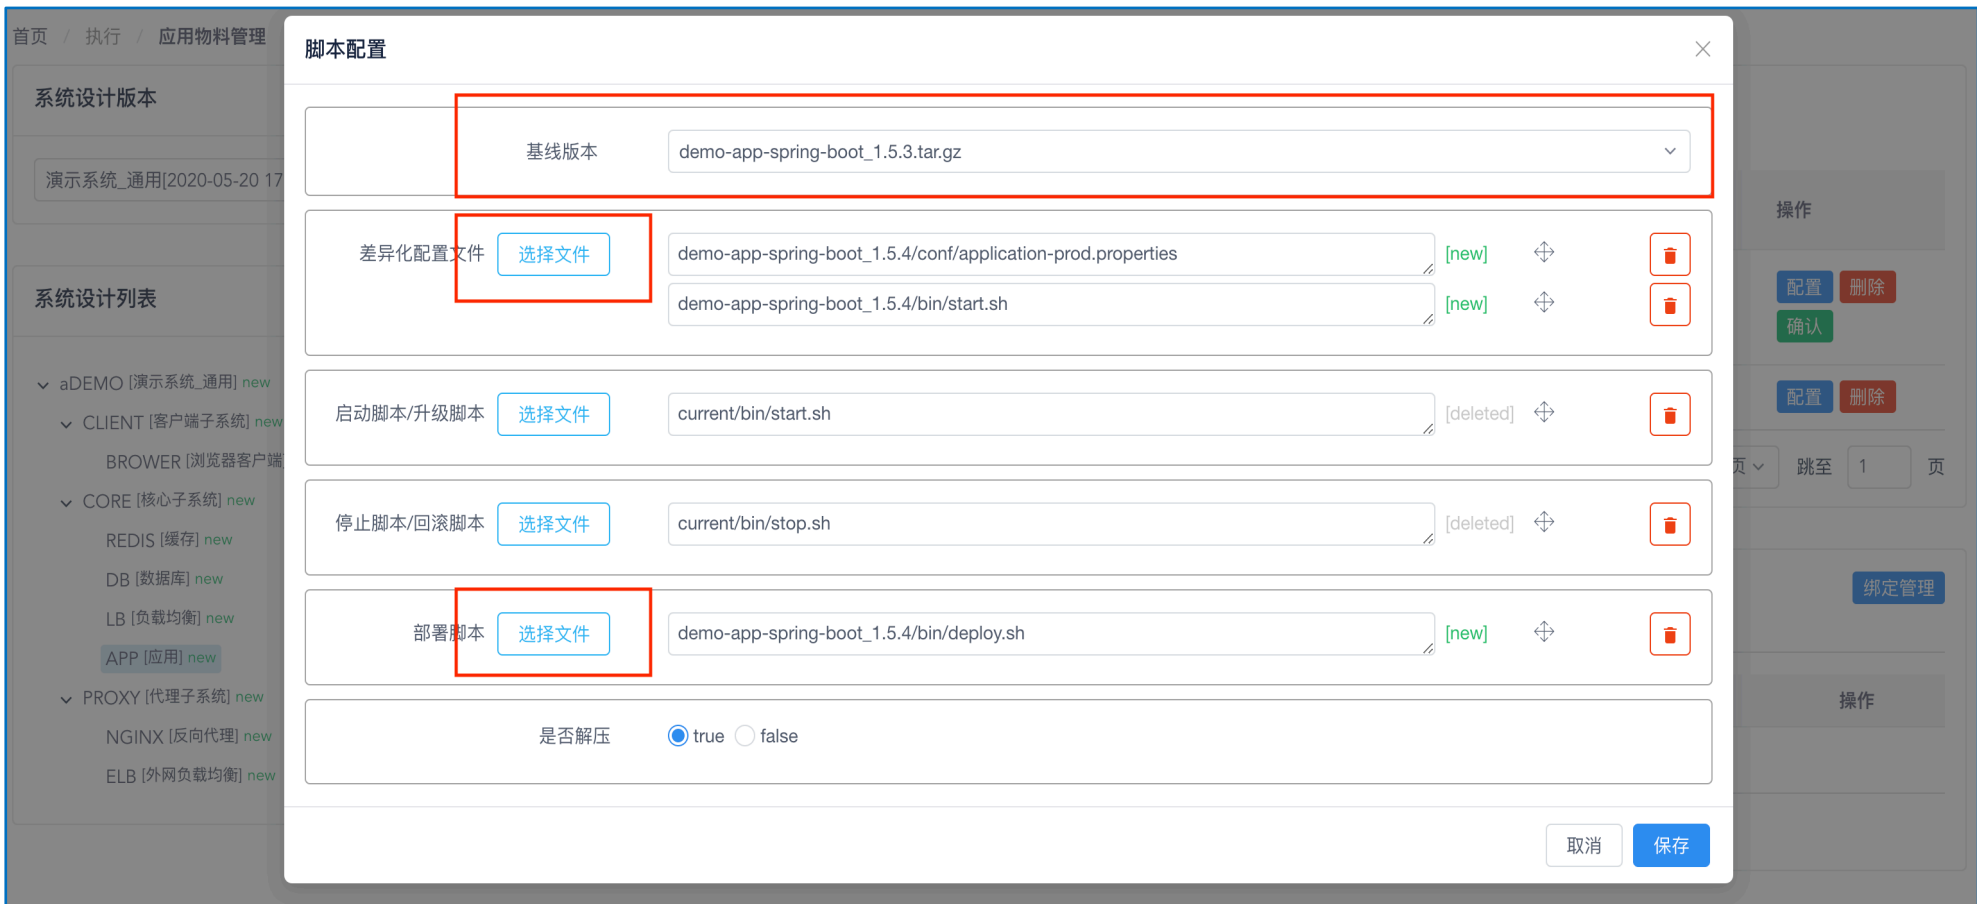 首页 / 执行 / 应用物料管理
系统设计版本
演示系统_通用[2020-05-20 17
系统设计列表
aDEMO [演示系统_通用] new
CLIENT [客户端子系统] new
BROWER [浏览器客户端]
CORE [核心子系统] new
REDIS [缓存] new
DB [数据库] new
LB [负载均衡] new
APP [应用] new
PROXY [代理子系统] new
NGINX [反向代理] new
ELB [外网负载均衡] new
脚本配置
基线版本 demo-app-spring-boot_1.5.3.tar.gz
差异化配置文件 选择文件 demo-app-spring-boot_1.5.4/conf/application-prod.properties [new]
demo-app-spring-boot_1.5.4/bin/start.sh [new]
启动脚本/升级脚本 选择文件 current/bin/start.sh [deleted]
停止脚本/回滚脚本 选择文件 current/bin/stop.sh [deleted]
部署脚本 选择文件 demo-app-spring-boot_1.5.4/bin/deploy.sh [new]
是否解压 true false
取消 保存
操作
配置 删除
确认
配置 删除
页 跳至 1 页
绑定管理
操作